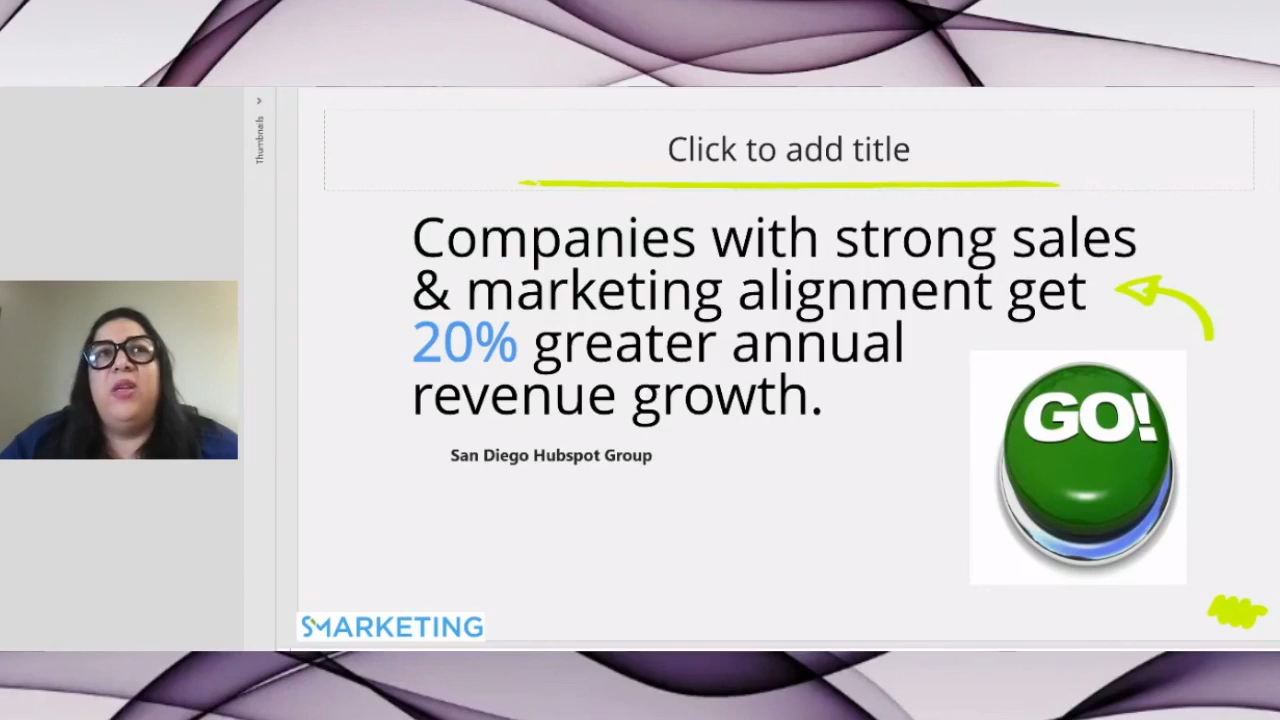 Thumbnails
Click to add title
Companies with strong sales
& marketing alignment get
20% greater annual
revenue growth.
San Diego Hubspot Group
GO!
SMARKETING